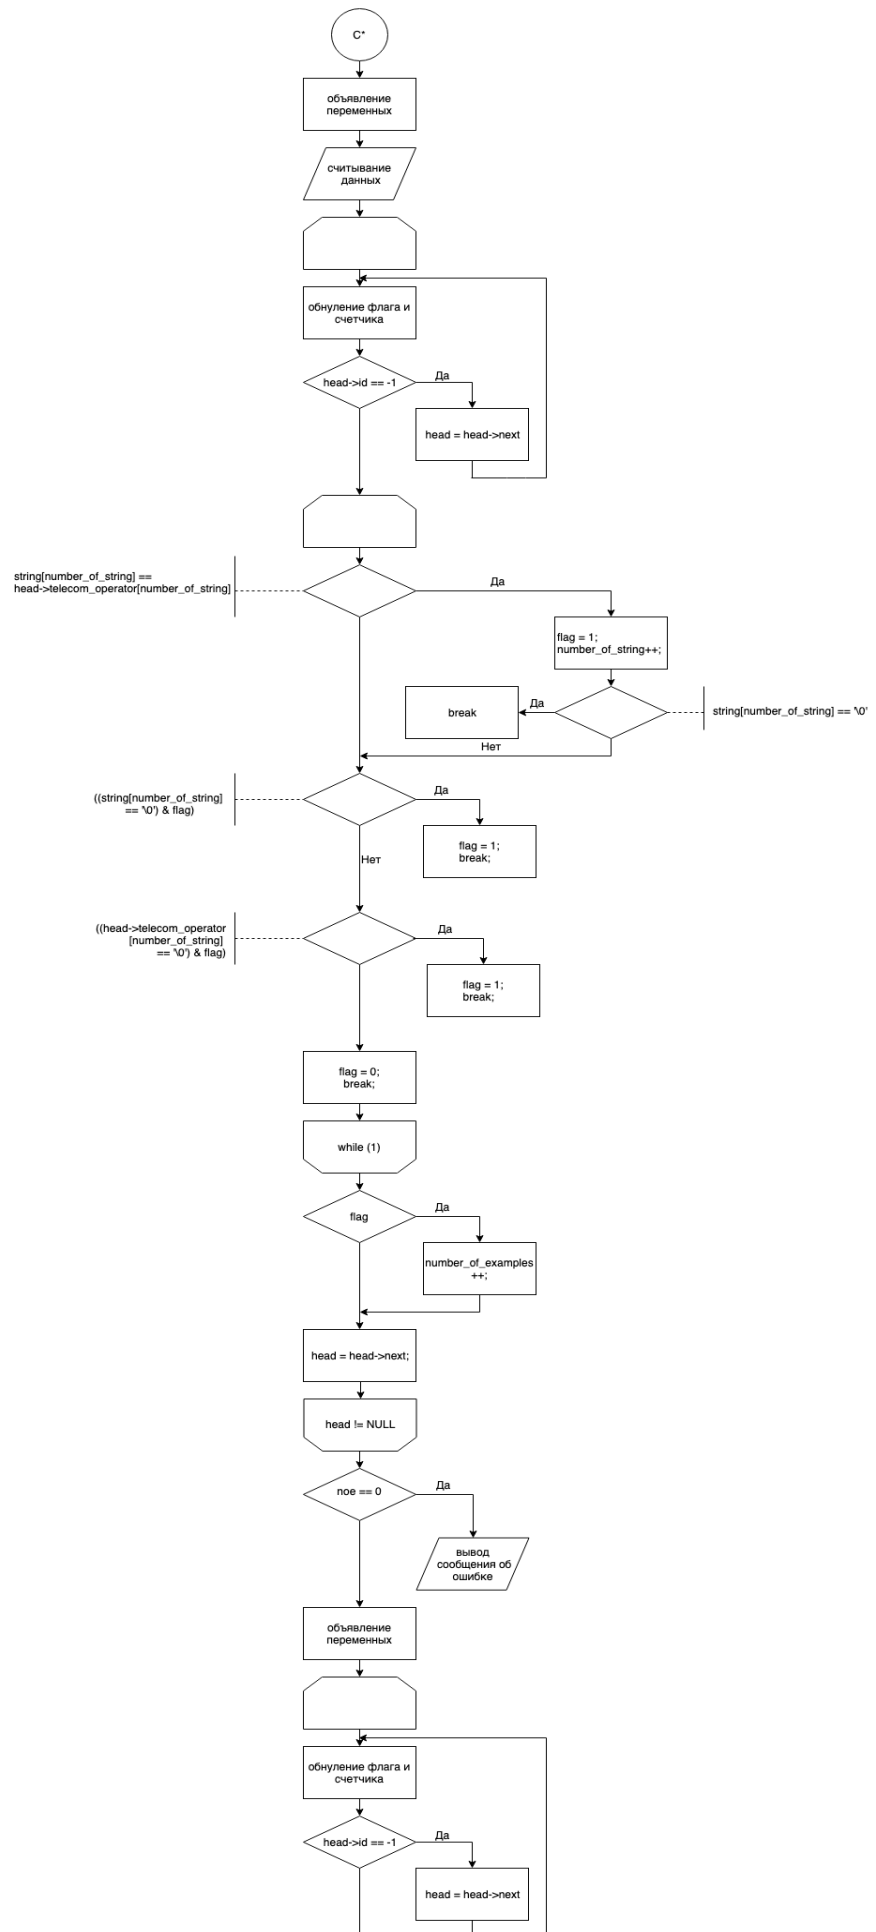 C*
объявление
переменных
считывание
данных
обнуление флага и
счетчика
head->id == -1
Да
head = head->next
string[number_of_string] ==
head->telecom_operator[number_of_string]
Да
flag = 1;
number_of_string++;
string[number_of_string] == '\0'
Да
break
Нет
((string[number_of_string]
== '\0') & flag)
Да
flag = 1;
break;
Нет
((head->telecom_operator
[number_of_string]
== '\0') & flag)
Да
flag = 1;
break;
flag = 0;
break;
while (1)
flag
Да
number_of_examples
++;
head = head->next;
head != NULL
noe == 0
Да
вывод
сообщения об
ошибке
объявление
переменных
обнуление флага и
счетчика
head->id == -1
Да
head = head->next